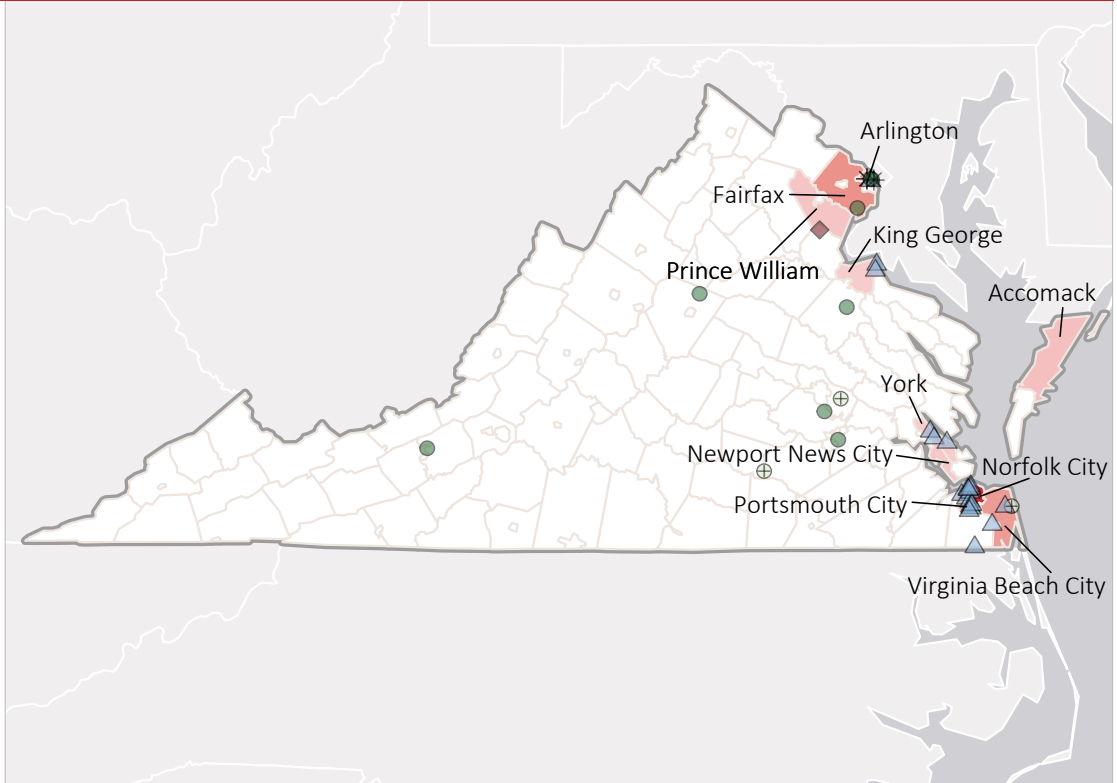 Arlington
Fairfax
King George
Prince William
Accomack
York
Newport News City
Norfolk City
Portsmouth City
Virginia Beach City